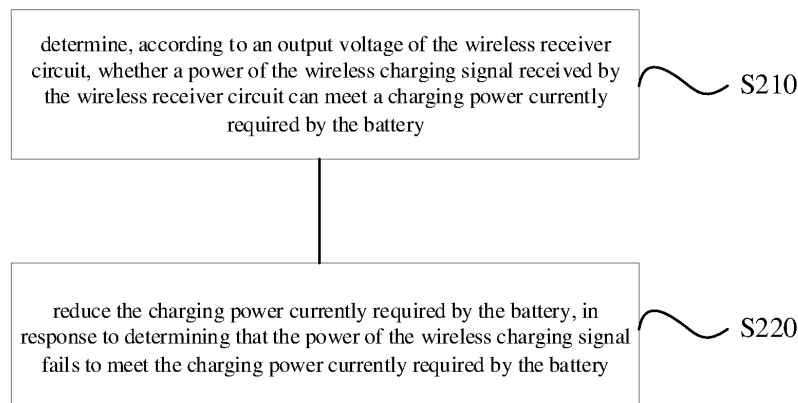 determine, according to an output voltage of the wireless receiver
circuit, whether a power of the wireless charging signal received by
the wireless receiver circuit can meet a charging power currently
required by the battery
S210
reduce the charging power currently required by the battery, in
response to determining that the power of the wireless charging signal
fails to meet the charging power currently required by the battery
S220